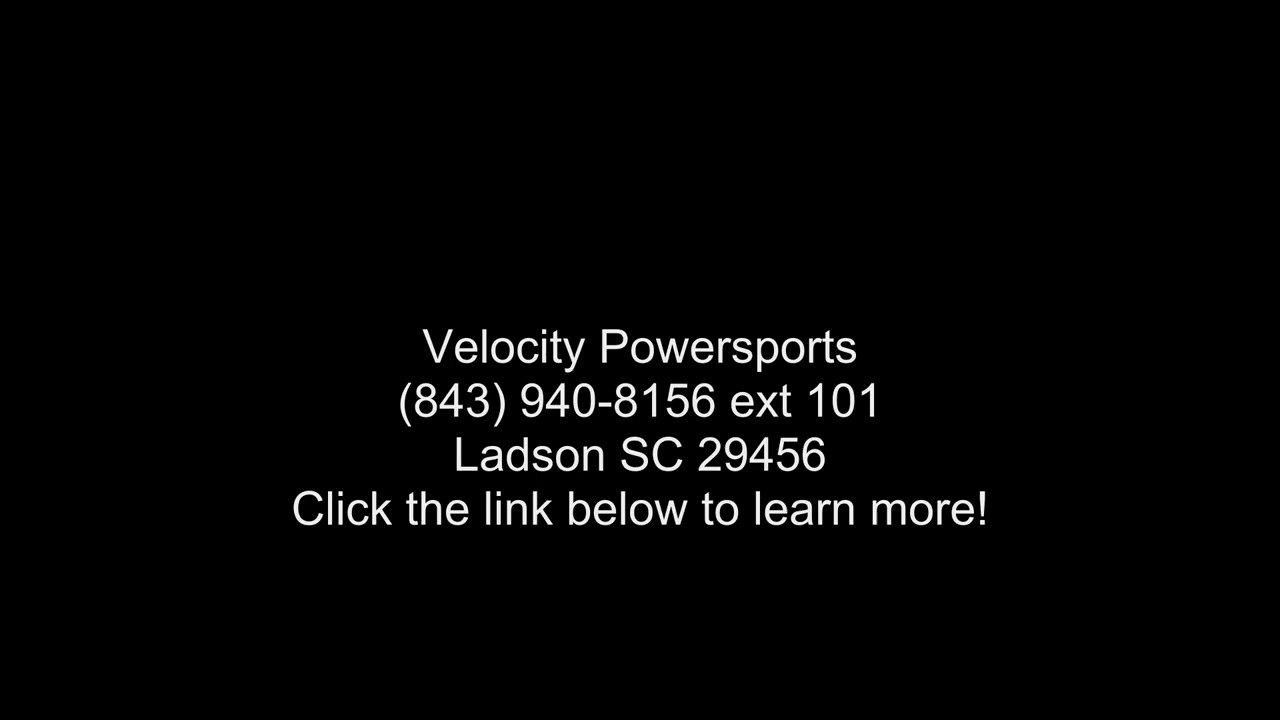 Velocity Powersports
(843) 940-8156 ext 101
Ladson SC 29456
Click the link below to learn more!